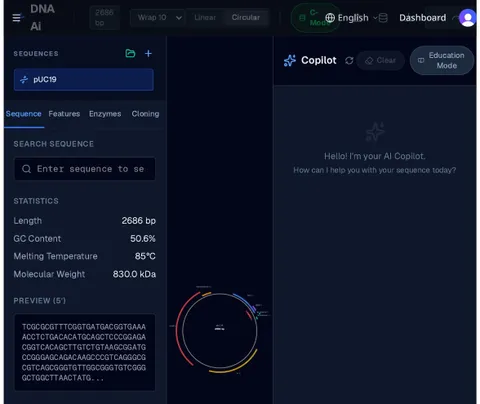 DNA
Ai
2686
bp
Wrap 10
Linear
Circular
C-
Mode
English
Dashboard
SEQUENCES
pUC19
Sequence
Features
Enzymes
Cloning
SEARCH SEQUENCE
Enter sequence to se
STATISTICS
Length 2686 bp
GC Content 50.6%
Melting Temperature 85°C
Molecular Weight 830.0 kDa
PREVIEW (5')
TCGCGCGTTTCGGTGATGACGGTGAAA
ACCTCTGACACATGCAGCTCCCGGAGA
CGGTCACAGCTTGTCTGTAAGCGGATG
CCGGGAGCAGACAAGCCCGTCAGGGCG
CGTCAGCGGGTGTTGGCGGGTGTCGGG
GCTGGCTTAACTATG...
Copilot
Clear
Education
Mode
Hello! I'm your AI Copilot.
How can I help you with your sequence today?